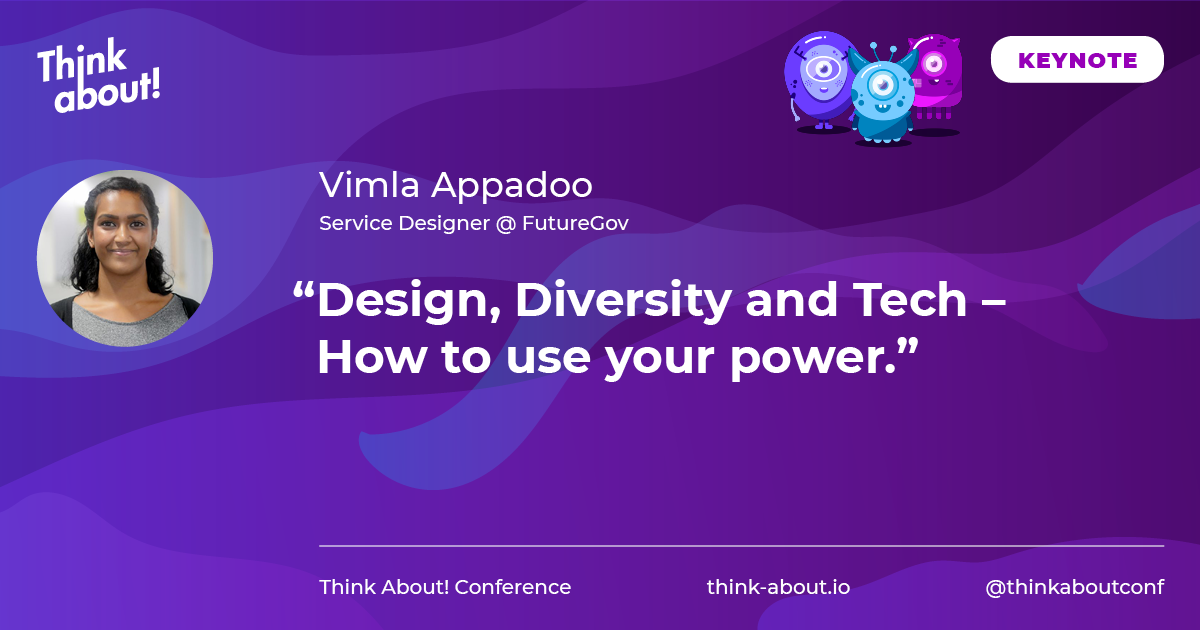 Think
about!
KEYNOTE
Vimla Appadoo
Service Designer @ FutureGov
“Design, Diversity and Tech –
How to use your power.”
Think About! Conference
think-about.io
@thinkaboutconf